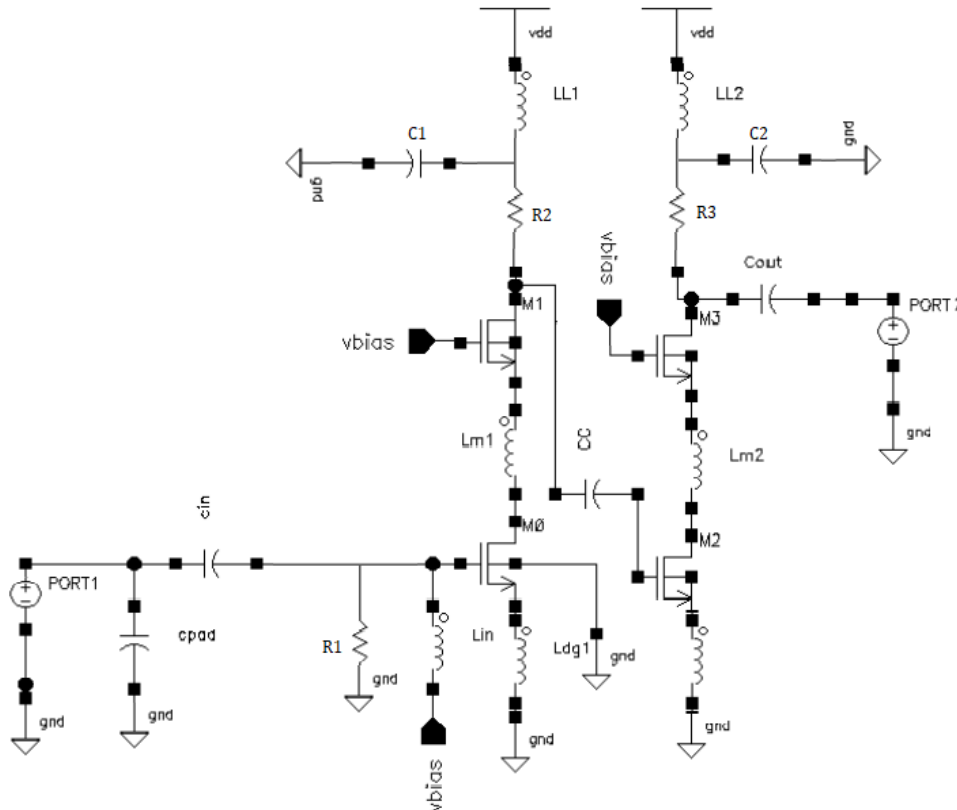 vdd
vdd
LL1
LL2
C1
C2
gnd
gnd
R2
R3
vbias
Cout
M1
M3
PORT2
vbias
gnd
Lm1
CC
Lm2
cin
M0
M2
PORT1
cpad
R1
Lin
Ldg1
gnd
gnd
gnd
gnd
gnd
gnd
vbias